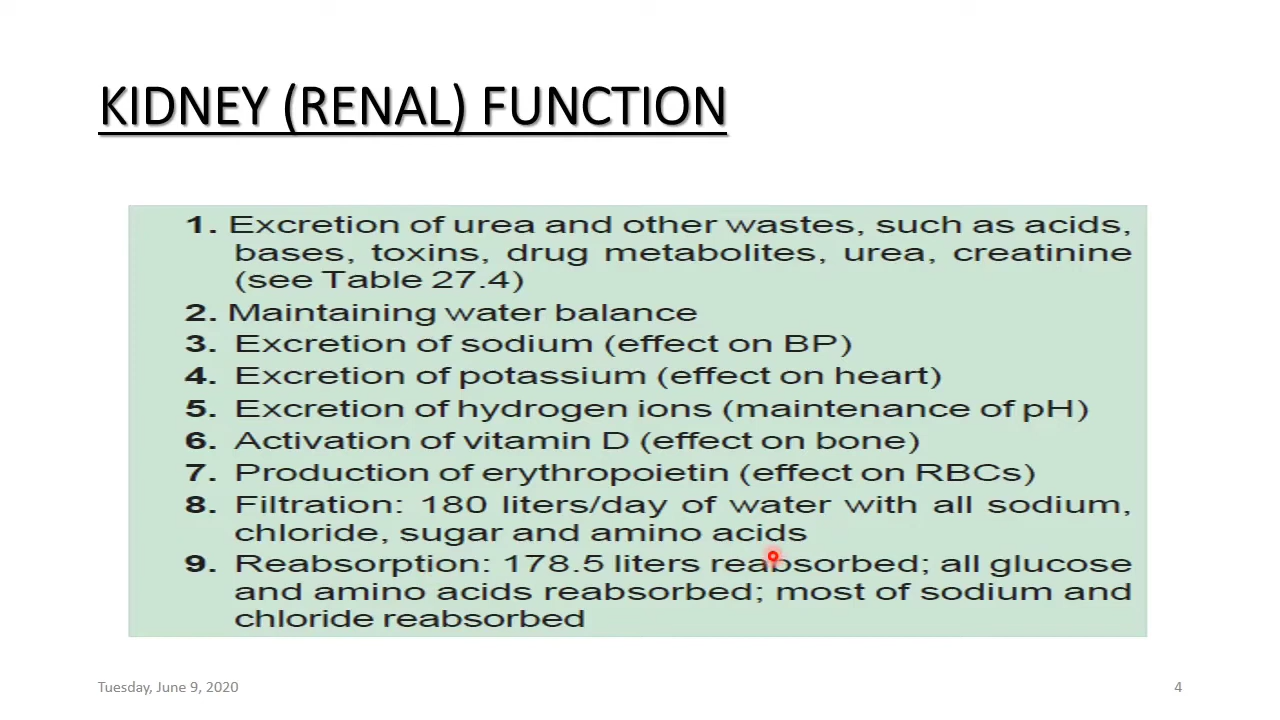 KIDNEY (RENAL) FUNCTION
1. Excretion of urea and other wastes, such as acids,
bases, toxins, drug metabolites, urea, creatinine
(see Table 27.4)
2. Maintaining water balance
3. Excretion of sodium (effect on BP)
4. Excretion of potassium (effect on heart)
5. Excretion of hydrogen ions (maintenance of pH)
6. Activation of vitamin D (effect on bone)
7. Production of erythropoietin (effect on RBCs)
8. Filtration: 180 liters/day of water with all sodium,
chloride, sugar and amino acids
9. Reabsorption: 178.5 liters reabsorbed; all glucose
and amino acids reabsorbed; most of sodium and
chloride reabsorbed
Tuesday, June 9, 2020
4